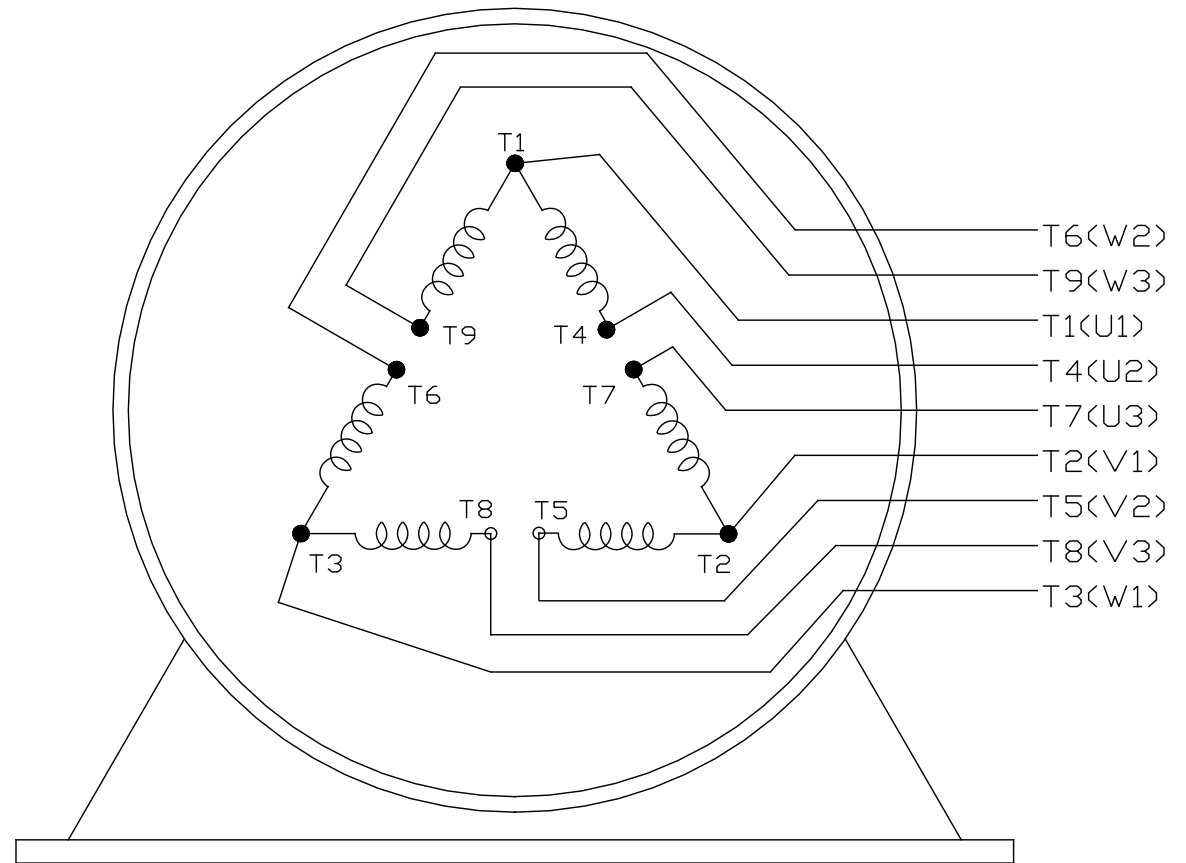 T1
T9
T4
T6
T7
T8
T5
T3
T2
T6(W2)
T9(W3)
T1(U1)
T4(U2)
T7(U3)
T2(V1)
T5(V2)
T8(V3)
T3(W1)